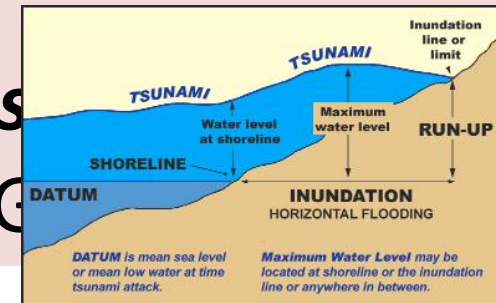 s
G
Inundation
line or
limit
TSUNAMI
TSUNAMI
Water level
at shoreline
Maximum
water level
RUN-UP
SHORELINE
DATUM
INUNDATION
HORIZONTAL FLOODING
DATUM is mean sea level
or mean low water at time
tsunami attack.
Maximum Water Level may be
located at shoreline or the inundation
line or anywhere in between.